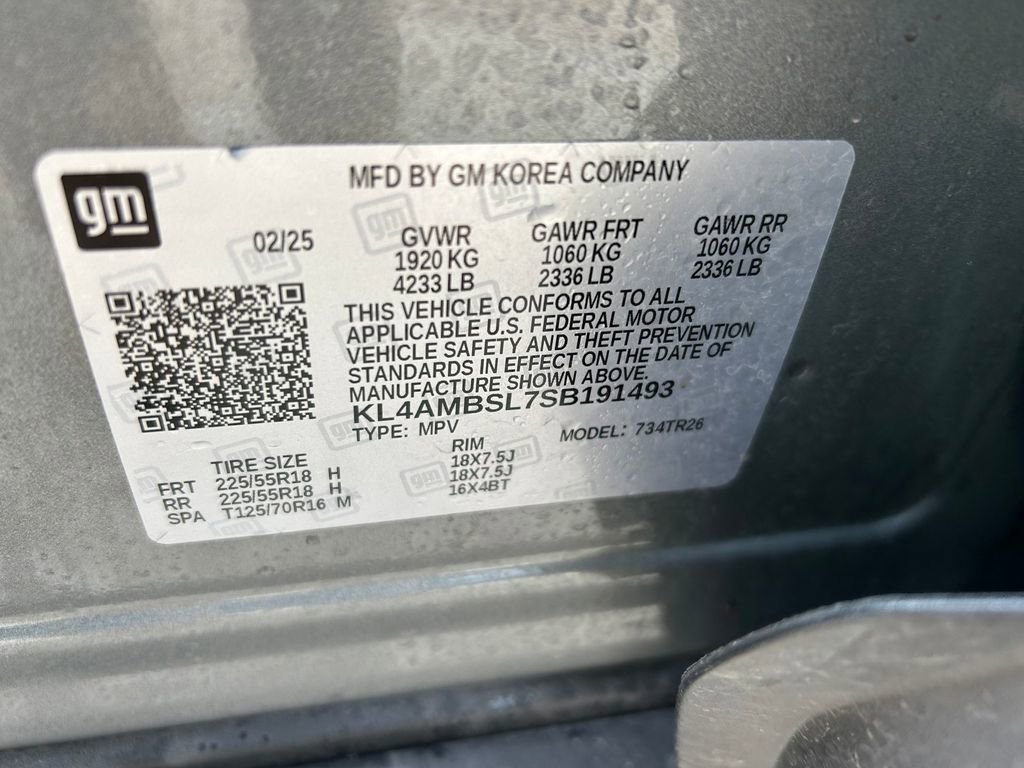 gm
MFD BY GM KOREA COMPANY
02/25
GVWR GAWR FRT GAWR RR
1920 KG 1060 KG 1060 KG
4233 LB 2336 LB 2336 LB
THIS VEHICLE CONFORMS TO ALL
APPLICABLE U.S. FEDERAL MOTOR
VEHICLE SAFETY AND THEFT PREVENTION
STANDARDS IN EFFECT ON THE DATE OF
MANUFACTURE SHOWN ABOVE.
KL4AMBSL7SB191493
TYPE: MPV MODEL: 734TR26
TIRE SIZE RIM
FRT 225/55R18 H 18X7.5J
RR 225/55R18 H 18X7.5J
SPA T125/70R16 M 16X4BT